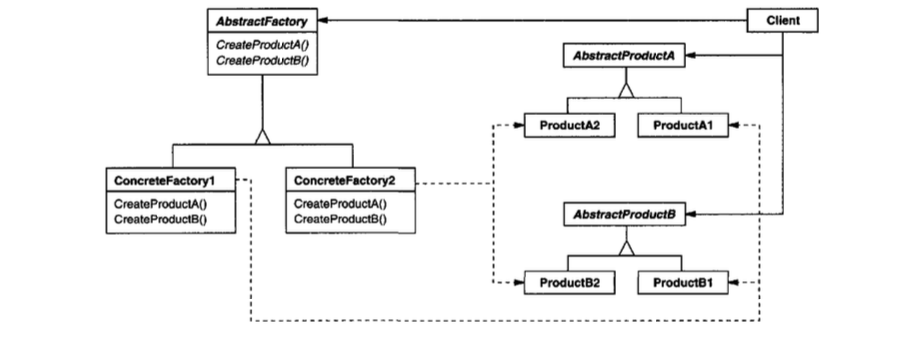 AbstractFactory
CreateProductA()
CreateProductB()
Client
AbstractProductA
ProductA2
ProductA1
ConcreteFactory1
CreateProductA()
CreateProductB()
ConcreteFactory2
CreateProductA()
CreateProductB()
AbstractProductB
ProductB2
ProductB1